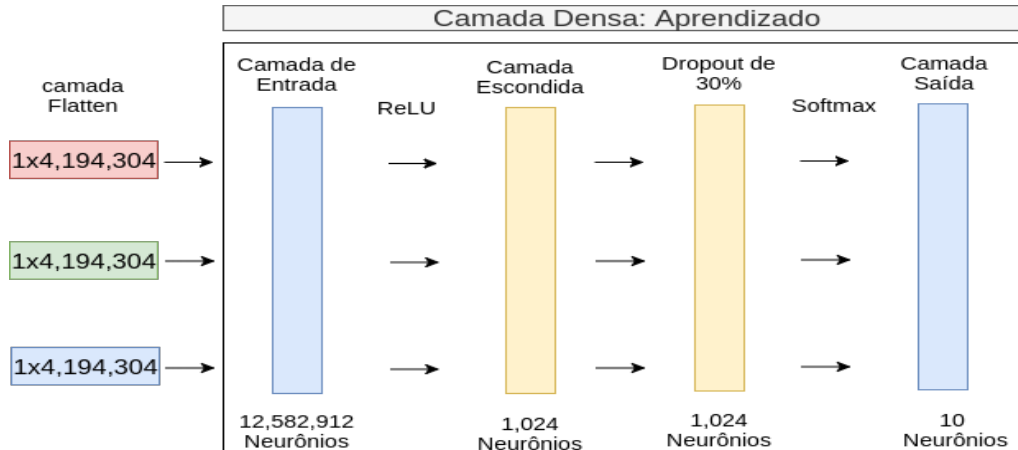 Camada Densa: Aprendizado
camada
Flatten
1x4,194,304
1x4,194,304
1x4,194,304
Camada de
Entrada
ReLU
Camada
Escondida
Dropout de
30%
Softmax
Camada
Saída
12,582,912
Neurônios
1,024
Neurônios
1,024
Neurônios
10
Neurônios